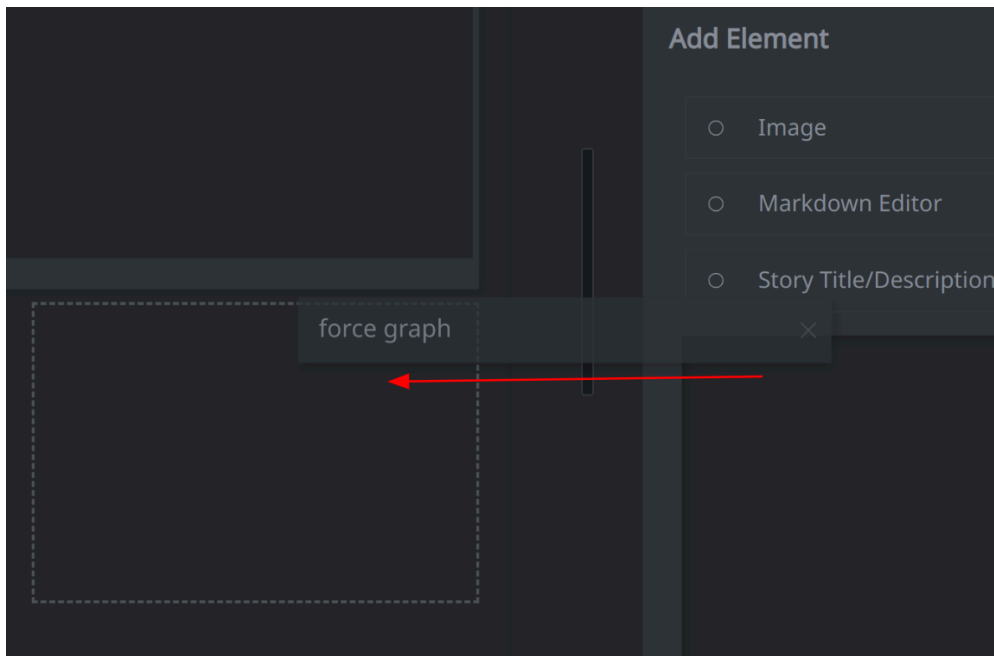 Add Element
Image
Markdown Editor
Story Title/Description
force graph